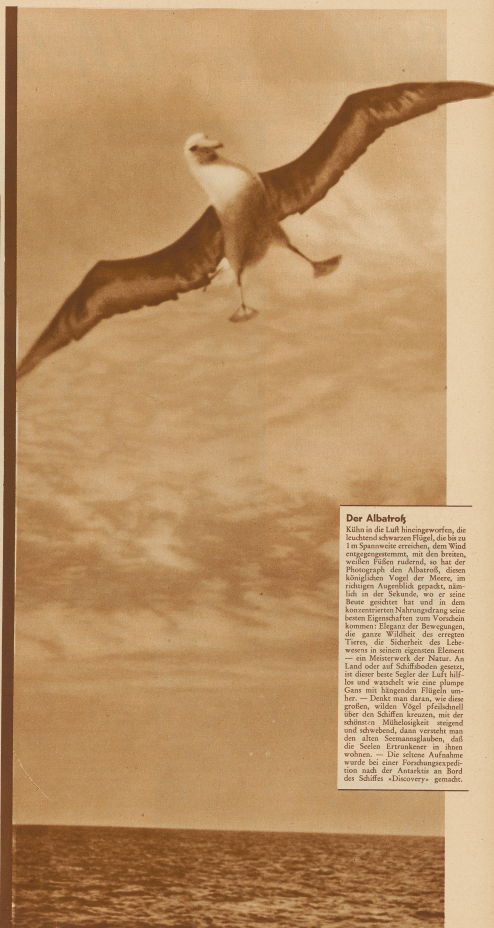 Der Albatroß
Kühn in die Luft hineingeworfen, die
leuchtend schwarzen Flügel, die bis zu
1 m Spannweite erreichen, dem Wind
entgegengestemmt, mit den breiten,
weißen Füßen rudernd, so hat der
Photograph den Albatroß, diesen
königlichen Vogel der Meere, im
richtigen Augenblick gepackt, näm-
lich in der Sekunde, wo er seine
Beute gesichtet hat und in dem
konzentrierten Nahrungsdrang seine
besten Eigenschaften zum Vorschein
kommen: Eleganz der Bewegungen,
die ganze Wildheit des erregten
Tieres, die Sicherheit des Lebe-
wesens in seinem eigensten Element
— ein Meisterwerk der Natur. An
Land oder auf Schiffsboden gesetzt,
ist dieser beste Segler der Luft hilf-
los und watschelt wie eine plumpe
Gans mit hängenden Flügeln um-
her. — Denkt man daran, wie diese
großen, wilden Vögel pfeilschnell
über den Schiffen kreuzen, mit der
schönsten Mühelosigkeit steigend
und schwebend, dann versteht man
den alten Seemannsglauben, daß
die Seelen Ertrunkener in ihnen
wohnen. — Die seltene Aufnahme
wurde bei einer Forschungsexpedi-
tion nach der Antarktis an Bord
des Schiffes «Discovery» gemacht.